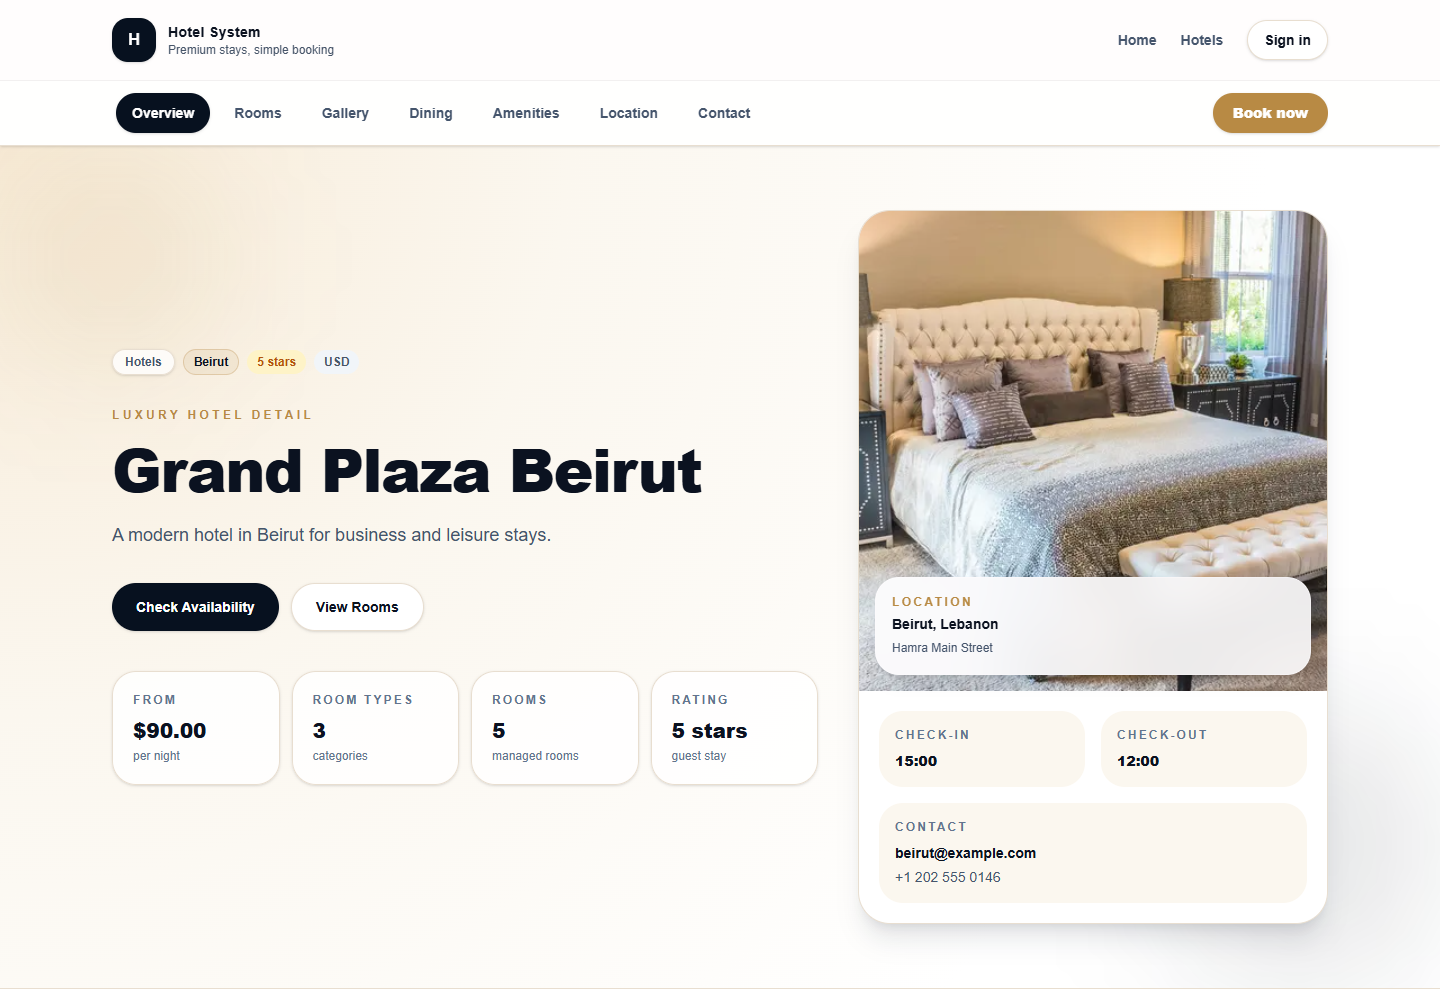 H
Hotel System
Premium stays, simple booking
Home
Hotels
Sign in
Overview
Rooms
Gallery
Dining
Amenities
Location
Contact
Book now
Hotels
Beirut
5 stars
USD
LUXURY HOTEL DETAIL
Grand Plaza Beirut
A modern hotel in Beirut for business and leisure stays.
Check Availability
View Rooms
FROM
$90.00
per night
ROOM TYPES
3
categories
ROOMS
5
managed rooms
RATING
5 stars
guest stay
LOCATION
Beirut, Lebanon
Hamra Main Street
CHECK-IN
15:00
CHECK-OUT
12:00
CONTACT
beirut@example.com
+1 202 555 0146